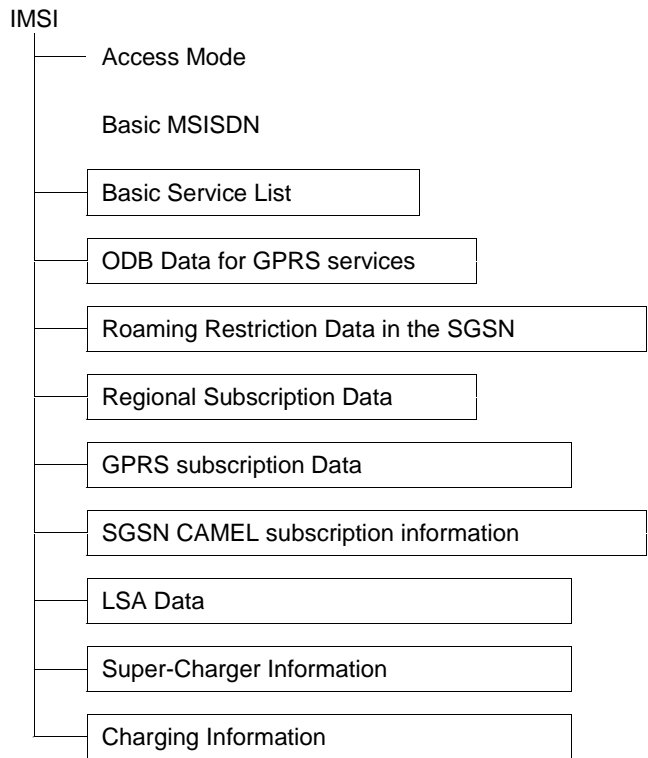 IMSI
Access Mode
Basic MSISDN
Basic Service List
ODB Data for GPRS services
Roaming Restriction Data in the SGSN
Regional Subscription Data
GPRS subscription Data
SGSN CAMEL subscription information
LSA Data
Super-Charger Information
Charging Information